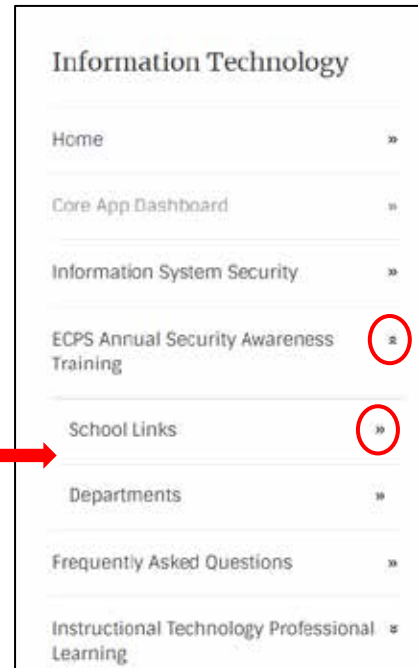 Information Technology
Home »
Core App Dashboard »
Information System Security »
ECPS Annual Security Awareness
Training
School Links »
Departments »
Frequently Asked Questions »
Instructional Technology Professional
Learning